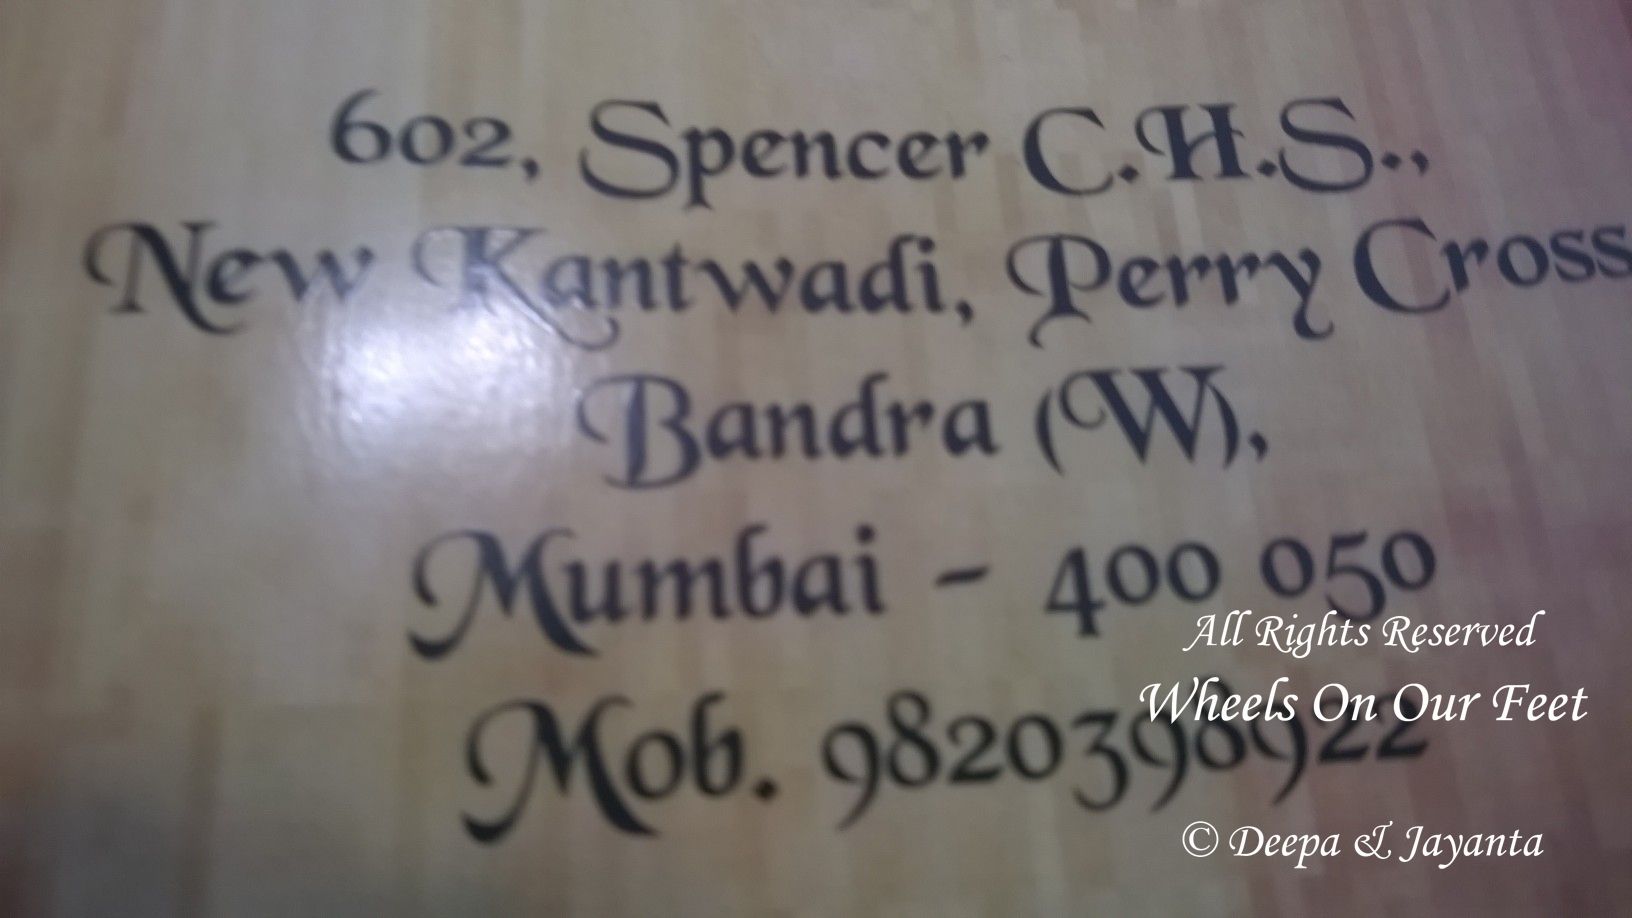 602, Spencer C.H.S.,
New Kantwadi, Perry Cross
Bandra (W),
Mumbai - 400 050
Mob. 9820398922
All Rights Reserved
Wheels On Our Feet
© Deepa & Jayanta